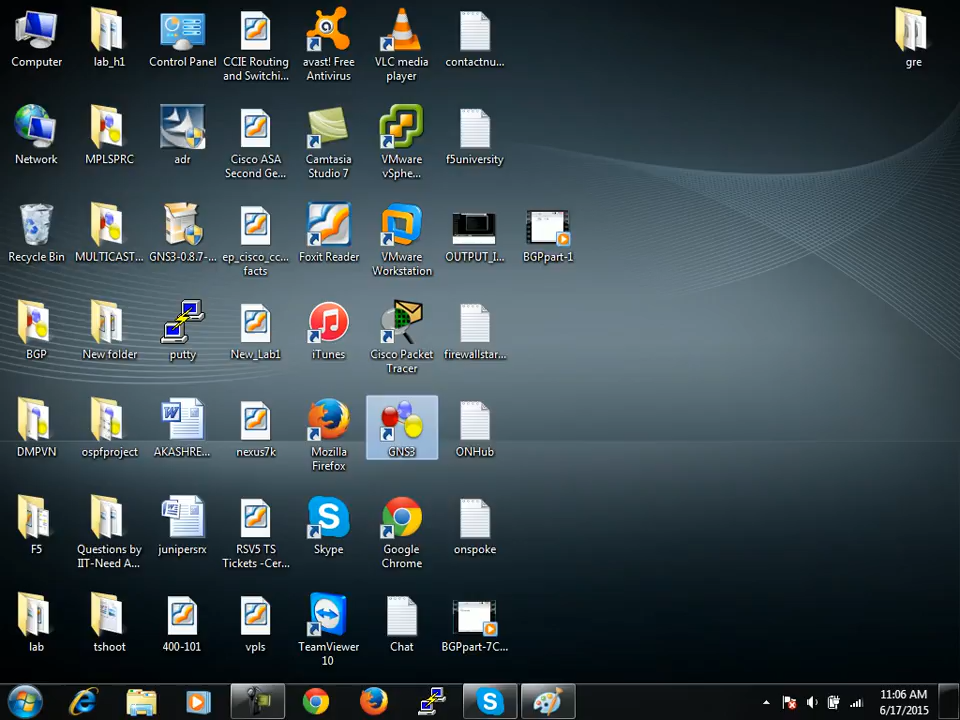 Computer
lab_h1
Control Panel
CCIE Routing
and Switchi...
avast! Free
Antivirus
VLC media
player
contactnu...
gre
Network
MPLSPRC
adr
Cisco ASA
Second Ge...
Camtasia
Studio 7
VMware
vSphe...
f5university
Recycle Bin
MULTICAST...
GNS3-0.8.7-...
ep_cisco_cc...
facts
Foxit Reader
VMware
Workstation
OUTPUT_I...
BGPpart-1
BGP
New folder
putty
New_Lab1
iTunes
Cisco Packet
Tracer
firewallstar...
DMPVN
ospfproject
AKASHRE...
nexus7k
Mozilla
Firefox
GNS3
ONHub
F5
Questions by
IIT-Need A...
junipersrx
RSV5 TS
Tickets -Cer...
Skype
Google
Chrome
onspoke
lab
tshoot
400-101
vpls
TeamViewer
10
Chat
BGPpart-7C...
11:06 AM
6/17/2015